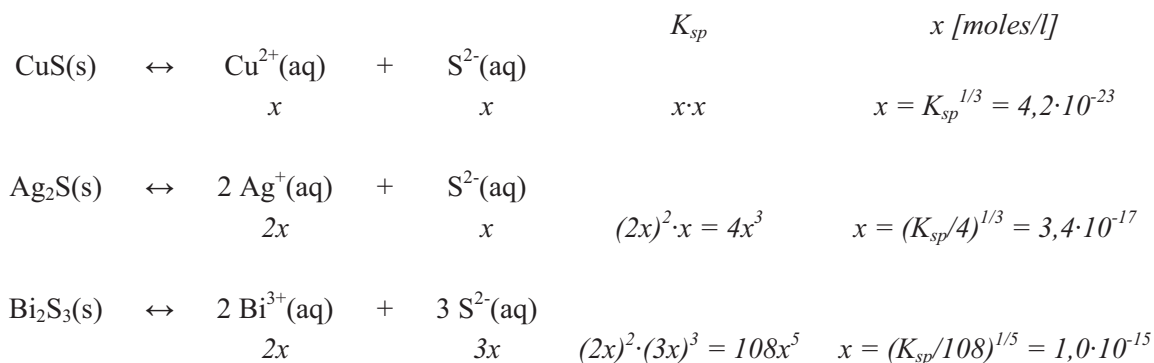 K_sp x [moles/l]
CuS(s) ↔ Cu²⁺(aq) + S²⁻(aq)
x x x·x x = K_sp^1/3 = 4,2·10⁻²³
Ag₂S(s) ↔ 2 Ag⁺(aq) + S²⁻(aq)
2x x (2x)²·x = 4x³ x = (K_sp/4)^1/3 = 3,4·10⁻¹⁷
Bi₂S₃(s) ↔ 2 Bi³⁺(aq) + 3 S²⁻(aq)
2x 3x (2x)²·(3x)³ = 108x⁵ x = (K_sp/108)^1/5 = 1,0·10⁻¹⁵